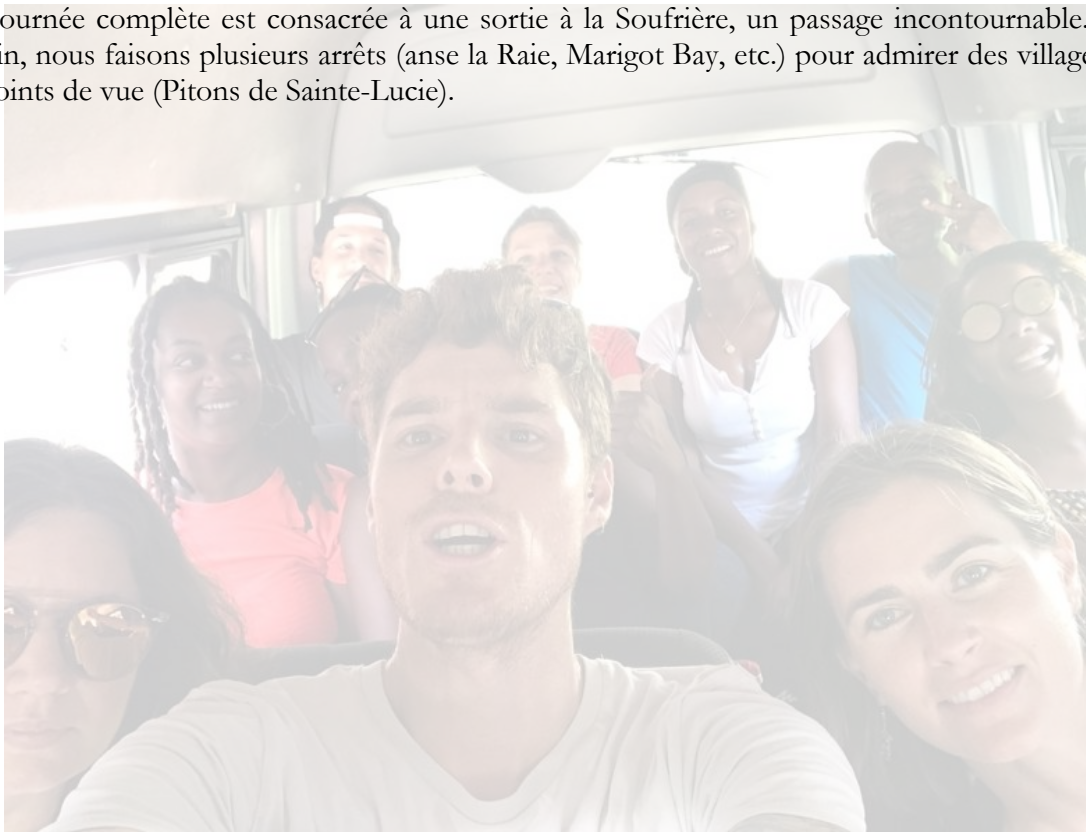 ournée complète est consacrée à une sortie à la Soufrière, un passage incontournable.
in, nous faisons plusieurs arrêts (anse la Raie, Marigot Bay, etc.) pour admirer des village
oints de vue (Pitons de Sainte-Lucie).